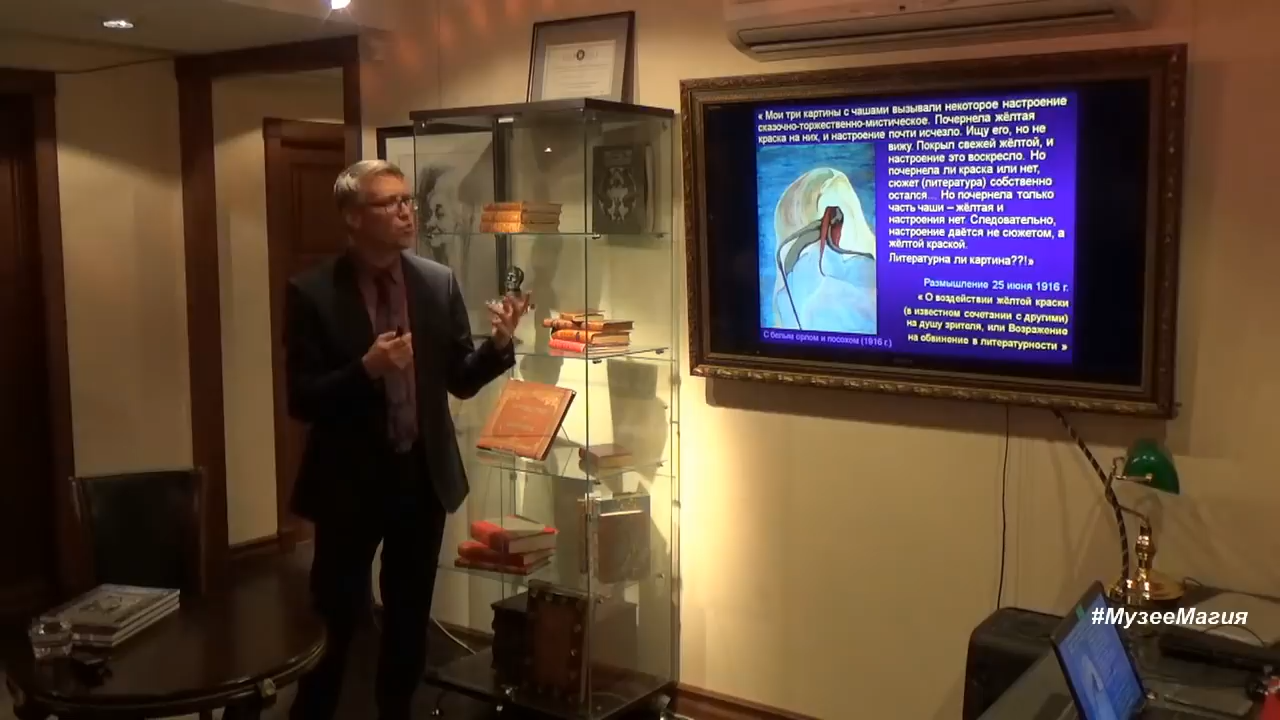 « Мои три картины с чашами вызывали некоторое настроение
сказочно-торжественно-мистическое. Почернела жёлтая
краска на них, и настроение почти исчезло. Ищу его, но не
вижу. Покрыл свежей жёлтой, и
настроение это воскресло. Но
почернела ли краска или нет,
сюжет (литература) собственно
остался... Но почернела только
часть чаши – жёлтая и
настроения нет. Следовательно,
настроение даётся не сюжетом, а
жёлтой краской.
Литературна ли картина??!»
Размышление 25 июня 1916 г.
« О воздействии жёлтой краски
(в известном сочетании с другими)
на душу зрителя, или Возражение
на обвинение в литературности »
С белым орлом и посохом (1916 г.)
#МузееМагия